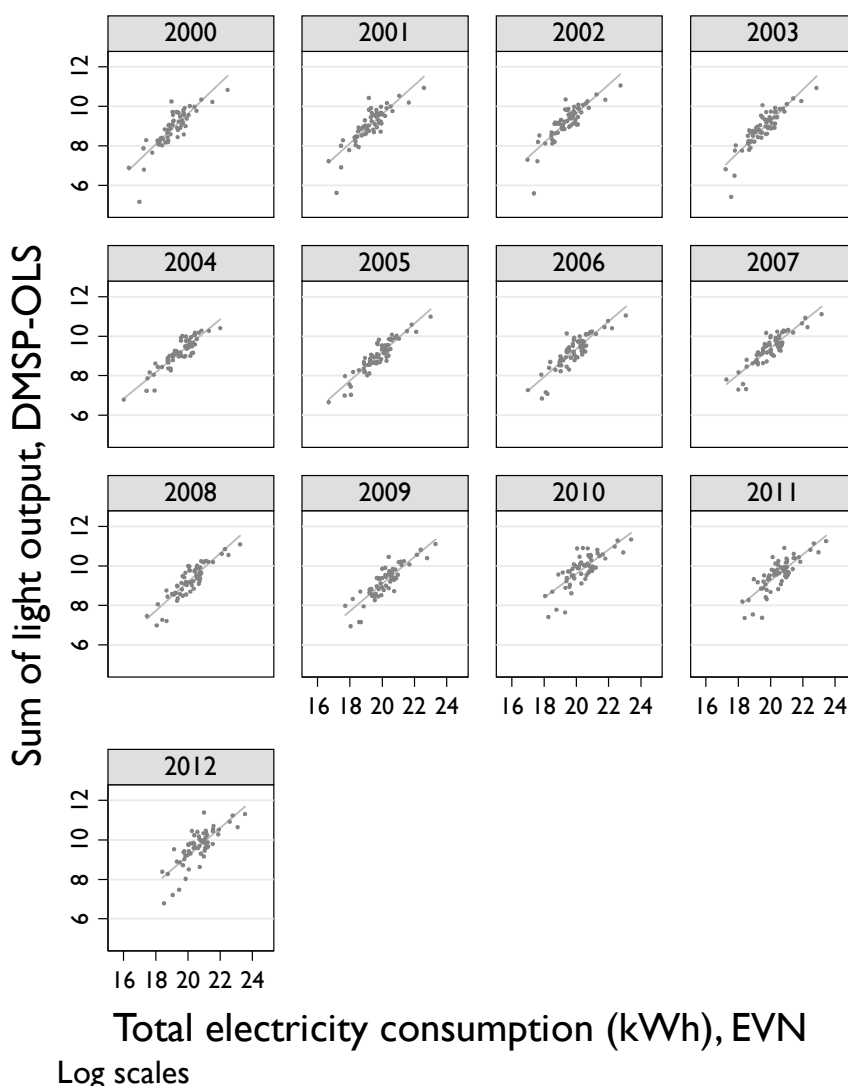 2000 2001 2002 2003
12
10
8
6
2004 2005 2006 2007
12
10
8
6
2008 2009 2010 2011
12
10
8
6
16 18 20 22 24 16 18 20 22 24 16 18 20 22 24
2012
12
10
8
6
16 18 20 22 24
Sum of light output, DMSP-OLS
Total electricity consumption (kWh), EVN
Log scales